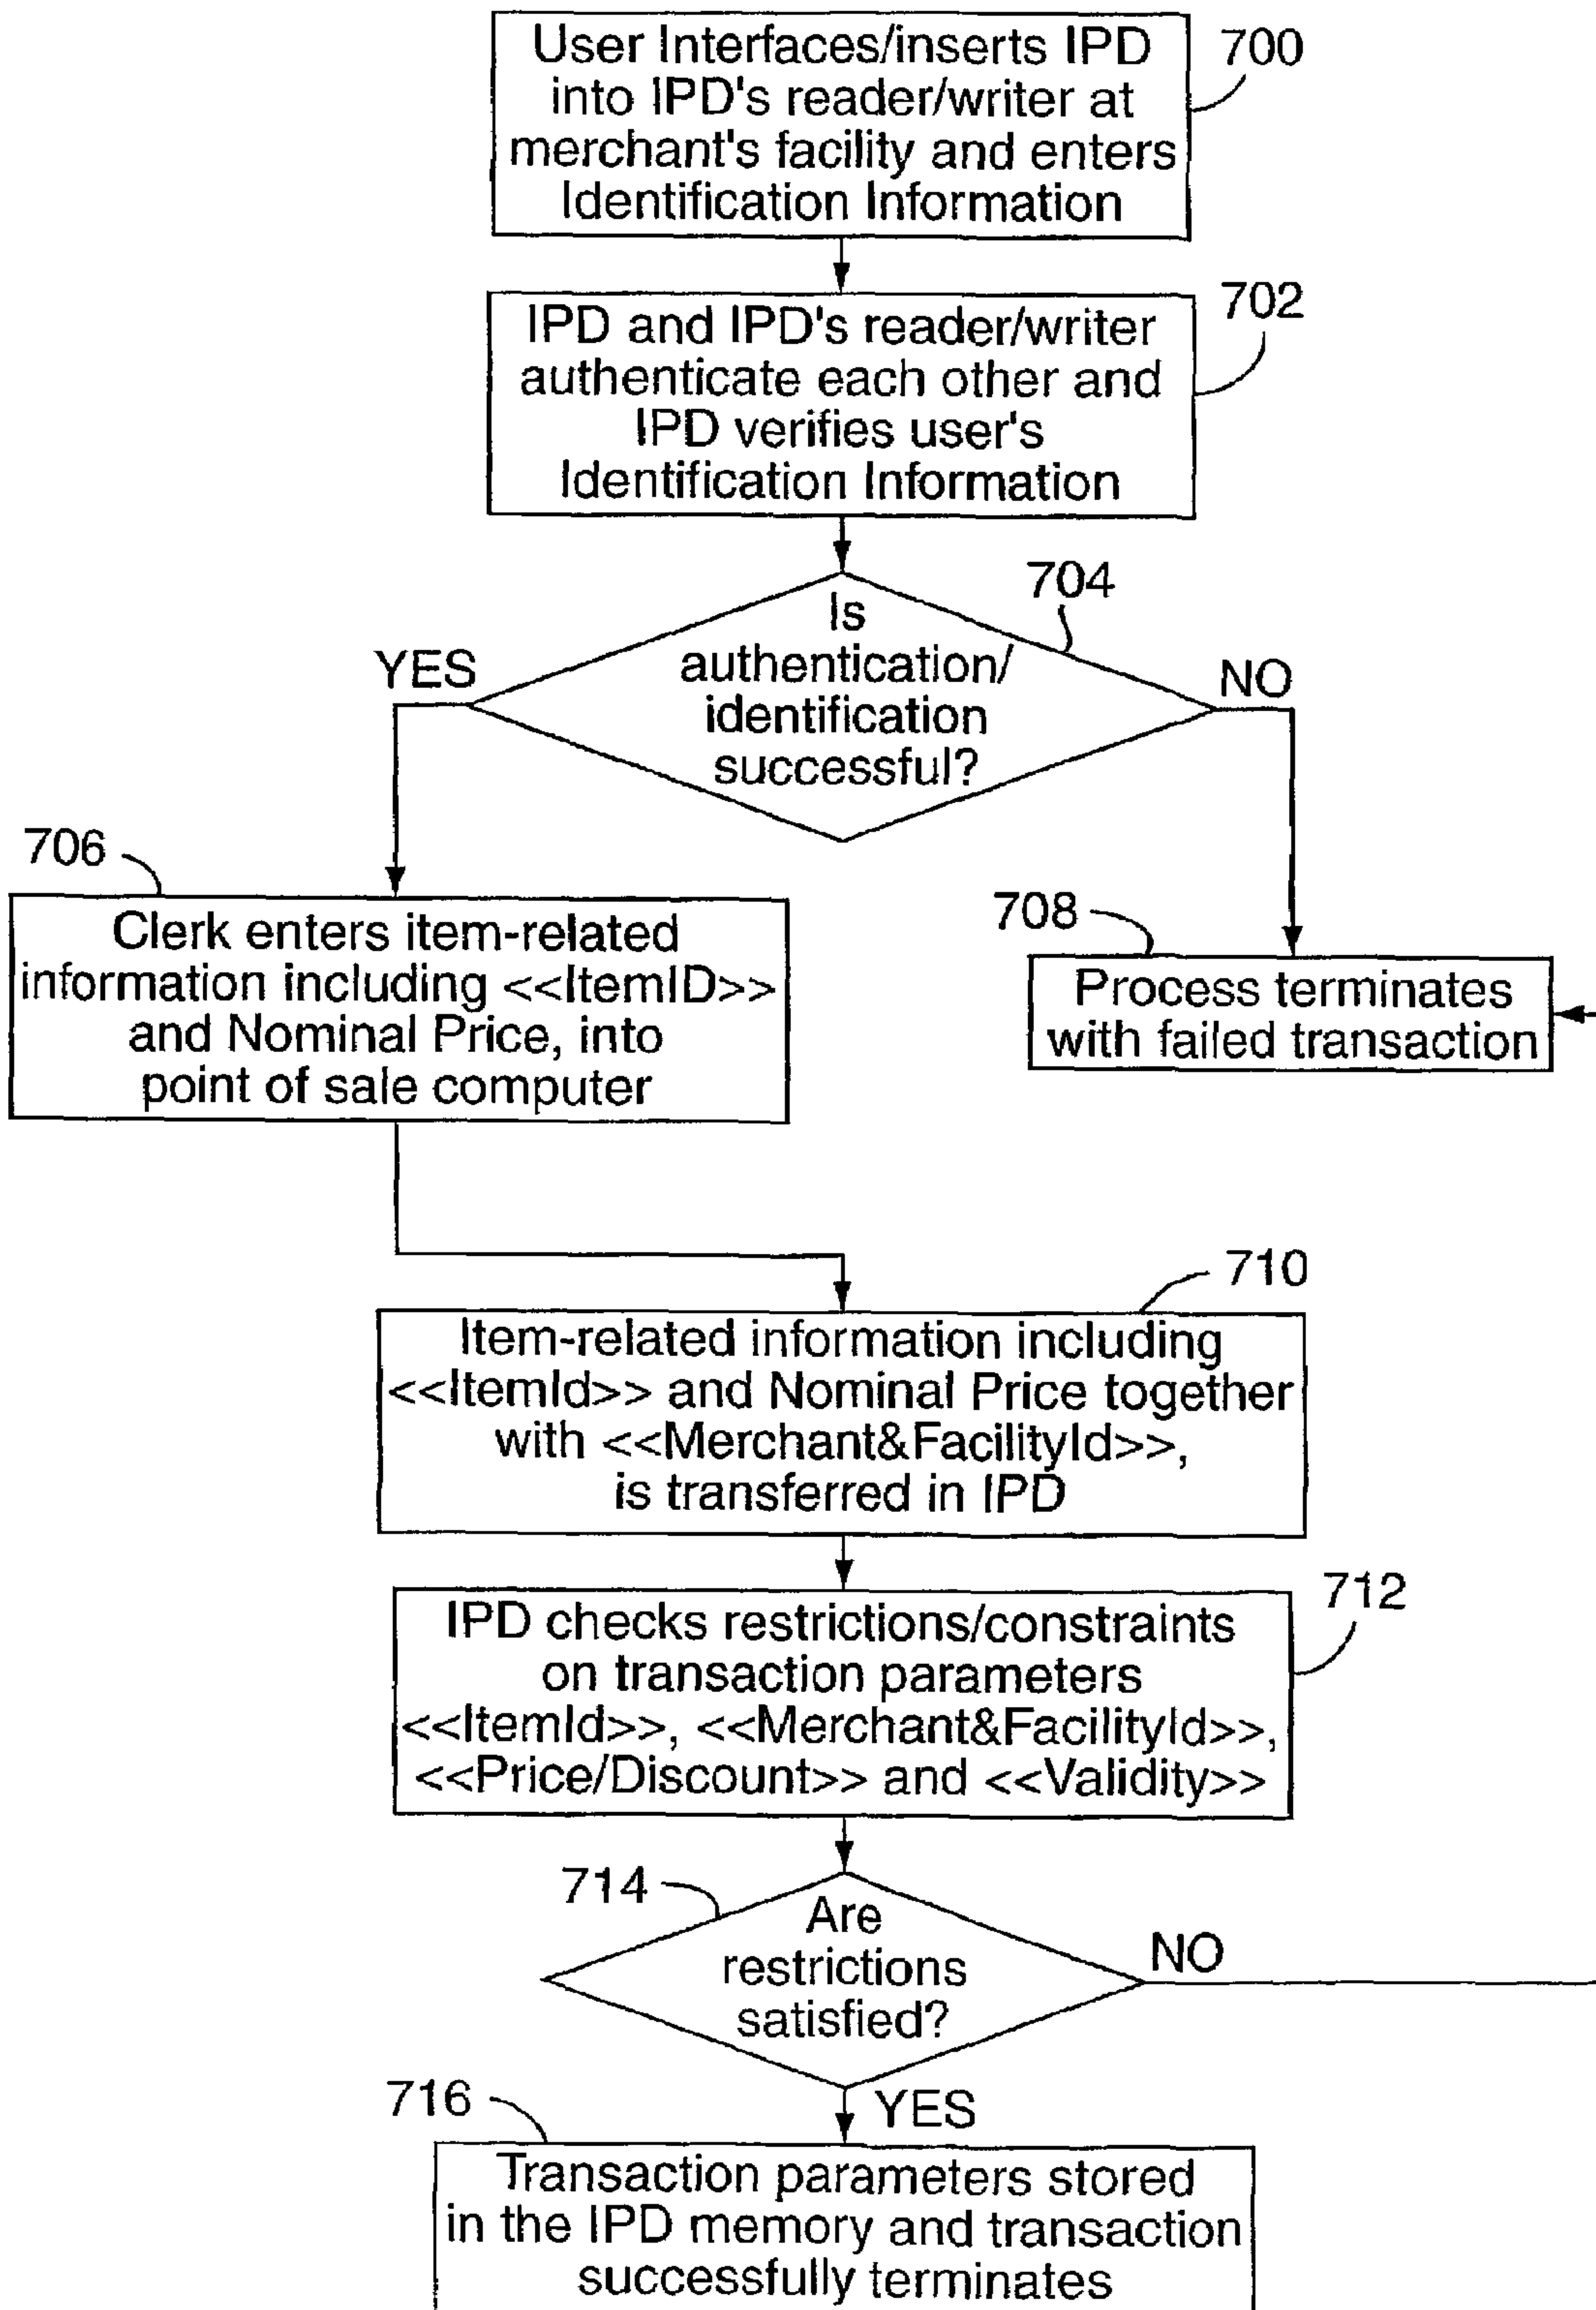 User Interfaces/inserts IPD
into IPD's reader/writer at
merchant's facility and enters
Identification Information
700
IPD and IPD's reader/writer
authenticate each other and
IPD verifies user's
Identification Information
702
Is
authentication/
identification
successful?
704
YES
NO
706
Clerk enters item-related
information including <<ItemID>>
and Nominal Price, into
point of sale computer
708
Process terminates
with failed transaction
710
Item-related information including
<<ItemId>> and Nominal Price together
with <<Merchant&FacilityId>>,
is transferred in IPD
712
IPD checks restrictions/constraints
on transaction parameters
<<ItemId>>, <<Merchant&FacilityId>>,
<<Price/Discount>> and <<Validity>>
714
Are
restrictions
satisfied?
NO
YES
716
Transaction parameters stored
in the IPD memory and transaction
successfully terminates